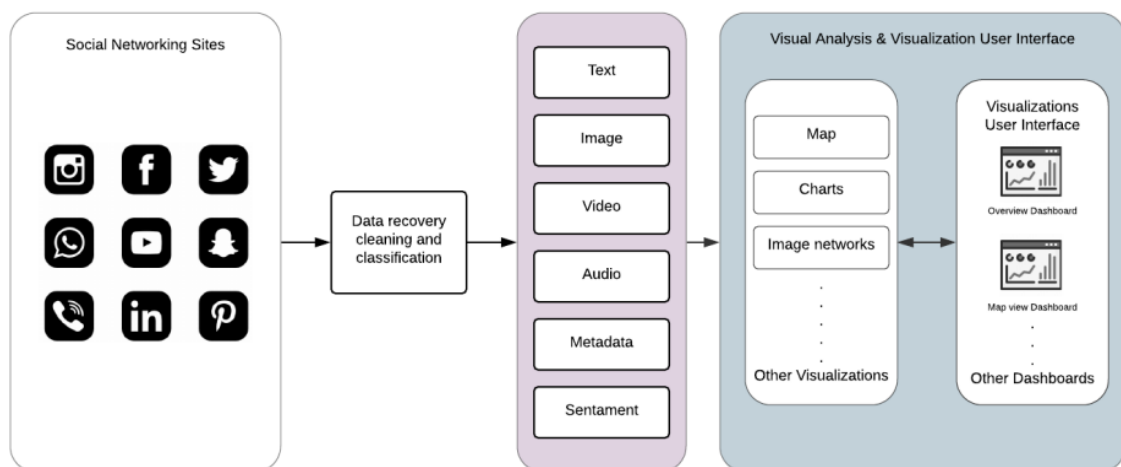 Social Networking Sites
Data recovery
cleaning and
classification
Text
Image
Video
Audio
Metadata
Sentament
Visual Analysis & Visualization User Interface
Map
Charts
Image networks
Other Visualizations
Visualizations
User Interface
Overview Dashboard
Map view Dashboard
Other Dashboards